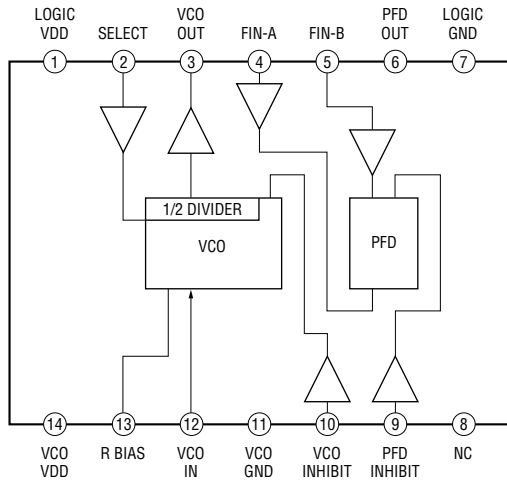 LOGIC VDD
SELECT
VCO OUT
FIN-A
FIN-B
PFD OUT
LOGIC GND
1
2
3
4
5
6
7
1/2 DIVIDER
VCO
PFD
14
13
12
11
10
9
8
VCO VDD
R BIAS
VCO IN
VCO GND
VCO INHIBIT
PFD INHIBIT
NC